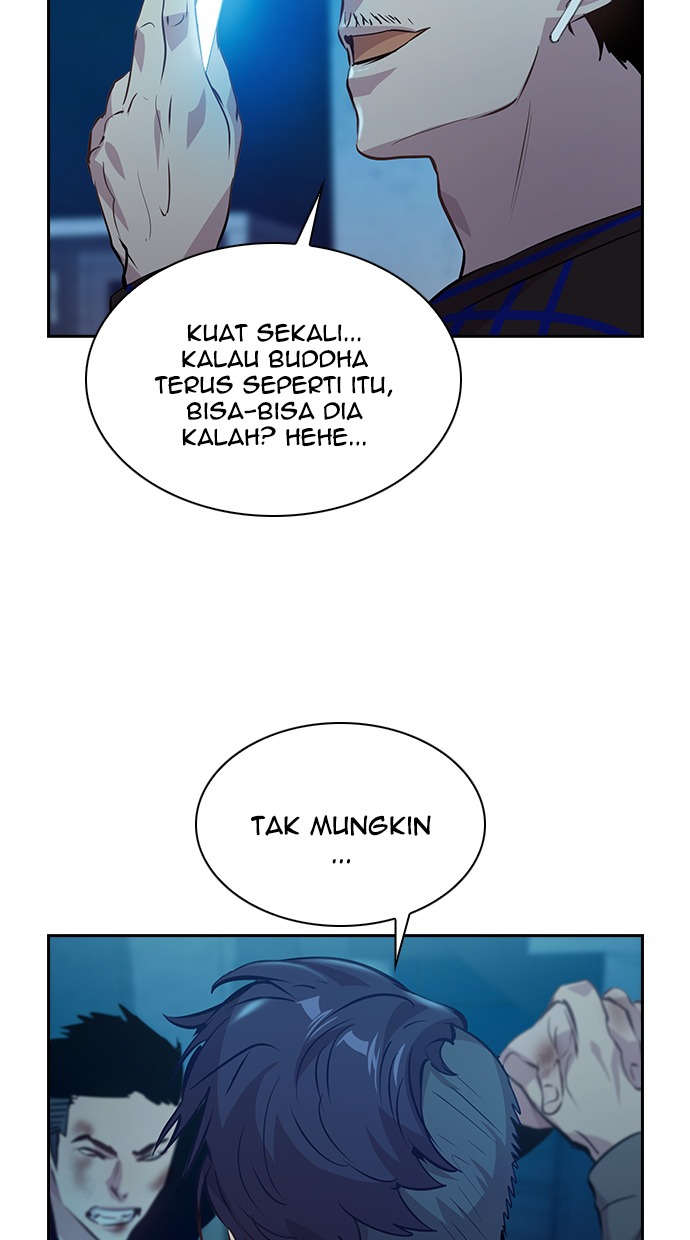 KUAT SEKALI...
KALAU BUDDHA
TERUS SEPERTI ITU,
BISA-BISA DIA
KALAH? HEHE...
TAK MUNGKIN
...